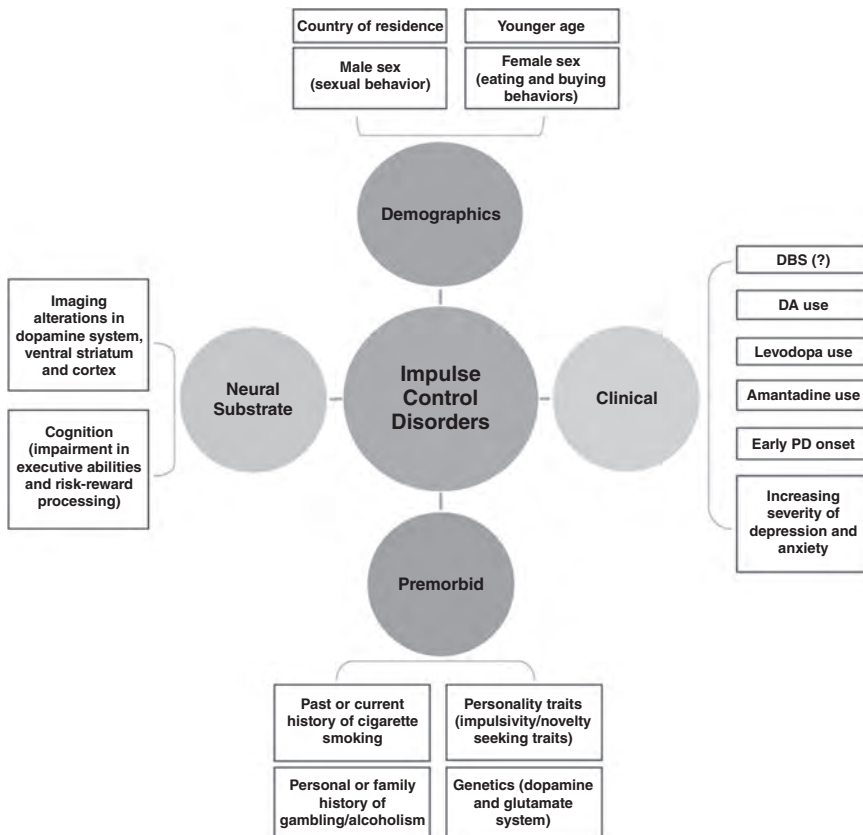 Country of residence
Younger age
Male sex
(sexual behavior)
Female sex
(eating and buying
behaviors)
Demographics
Imaging
alterations in
dopamine system,
ventral striatum
and cortex
Cognition
(impairment in
executive abilities
and risk-reward
processing)
Neural
Substrate
Impulse
Control
Disorders
Clinical
DBS (?)
DA use
Levodopa use
Amantadine use
Early PD onset
Increasing
severity of
depression and
anxiety
Premorbid
Past or current
history of cigarette
smoking
Personality traits
(impulsivity/novelty
seeking traits)
Personal or family
history of
gambling/alcoholism
Genetics (dopamine
and glutamate
system)